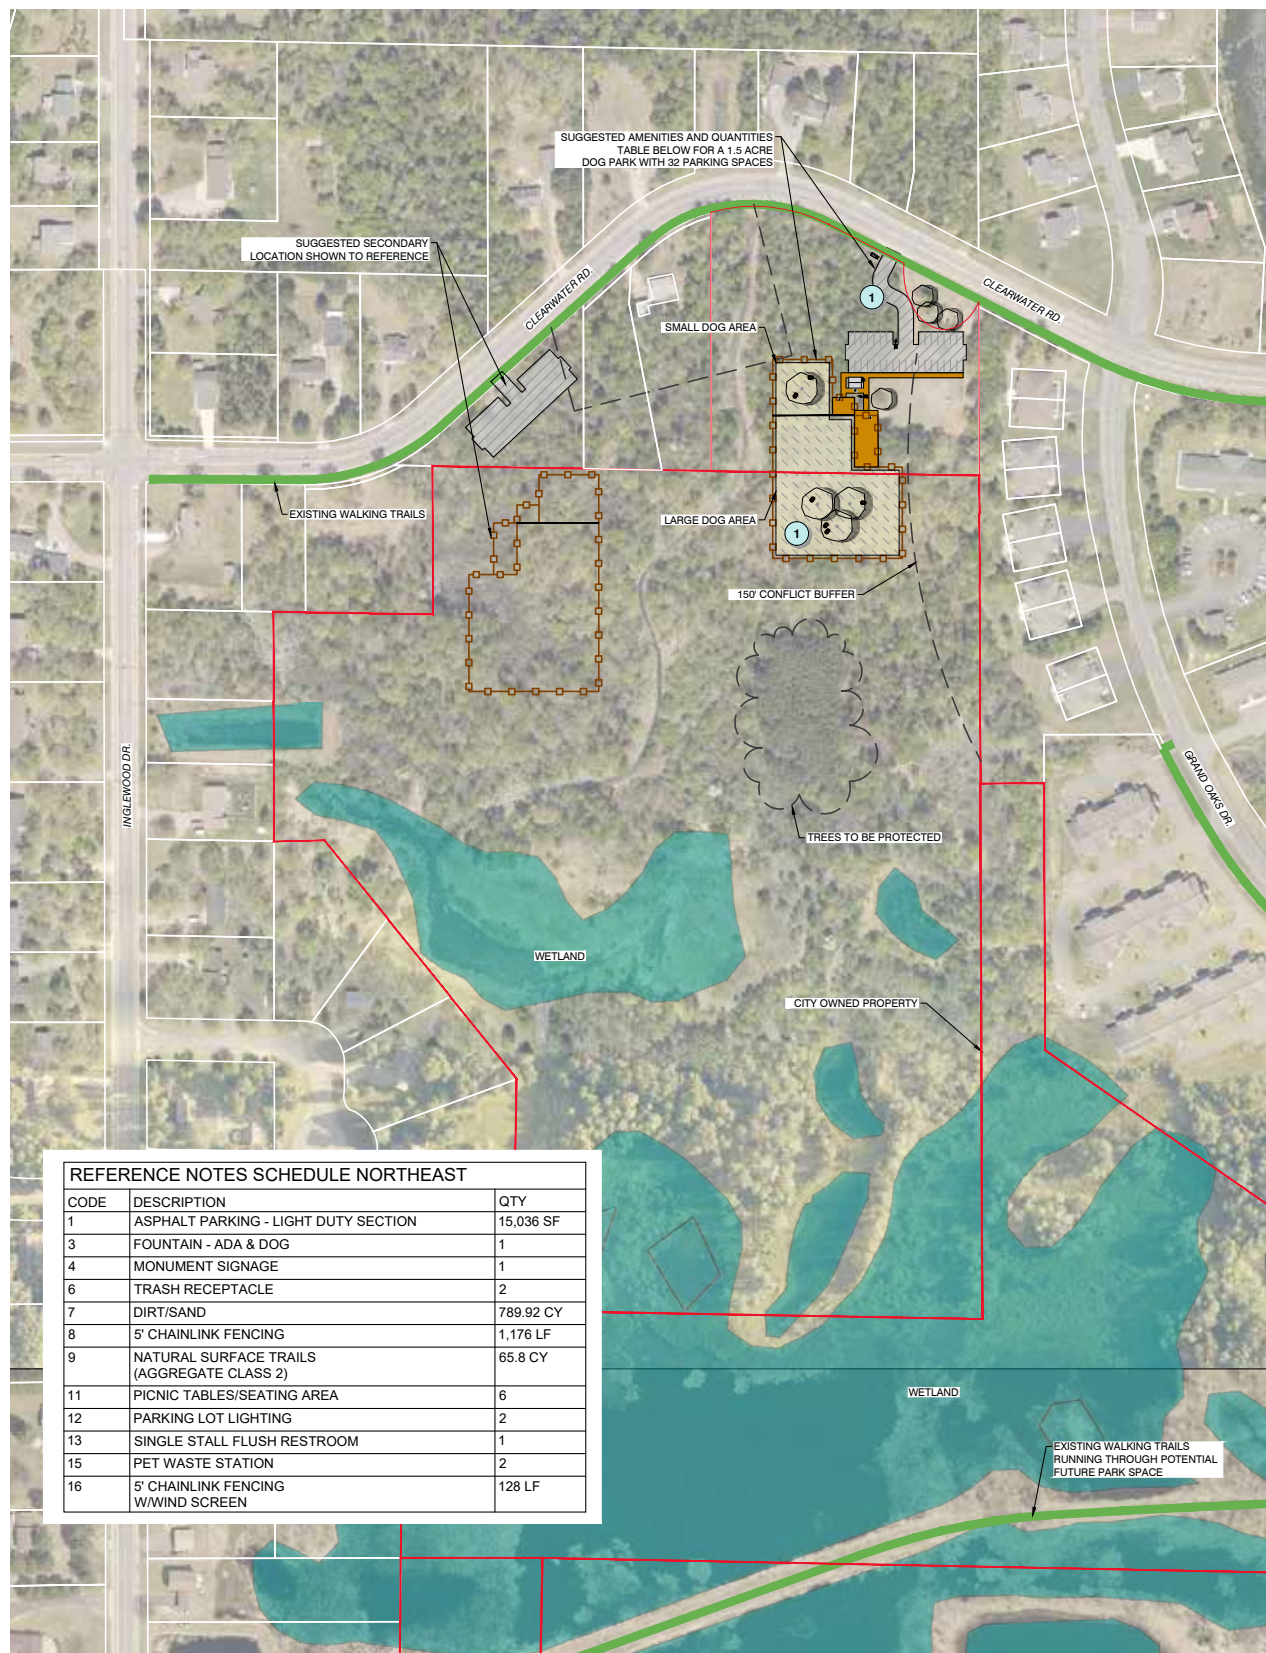 SUGGESTED AMENITIES AND QUANTITIES
TABLE BELOW FOR A 1.5 ACRE
DOG PARK WITH 32 PARKING SPACES
SUGGESTED SECONDARY
LOCATION SHOWN TO REFERENCE
CLEARWATER RD.
CLEARWATER RD.
1
SMALL DOG AREA
EXISTING WALKING TRAILS
LARGE DOG AREA
1
150' CONFLICT BUFFER
INGLEWOOD DR.
GRAND OAKS DR.
TREES TO BE PROTECTED
WETLAND
CITY OWNED PROPERTY
REFERENCE NOTES SCHEDULE NORTHEAST
CODE DESCRIPTION QTY
1 ASPHALT PARKING - LIGHT DUTY SECTION 15,036 SF
3 FOUNTAIN - ADA & DOG 1
4 MONUMENT SIGNAGE 1
6 TRASH RECEPTACLE 2
7 DIRT/SAND 789.92 CY
8 5' CHAINLINK FENCING 1,176 LF
9 NATURAL SURFACE TRAILS 65.8 CY
(AGGREGATE CLASS 2)
11 PICNIC TABLES/SEATING AREA 6
12 PARKING LOT LIGHTING 2
13 SINGLE STALL FLUSH RESTROOM 1
15 PET WASTE STATION 2
16 5' CHAINLINK FENCING 128 LF
W/WIND SCREEN
WETLAND
EXISTING WALKING TRAILS
RUNNING THROUGH POTENTIAL
FUTURE PARK SPACE